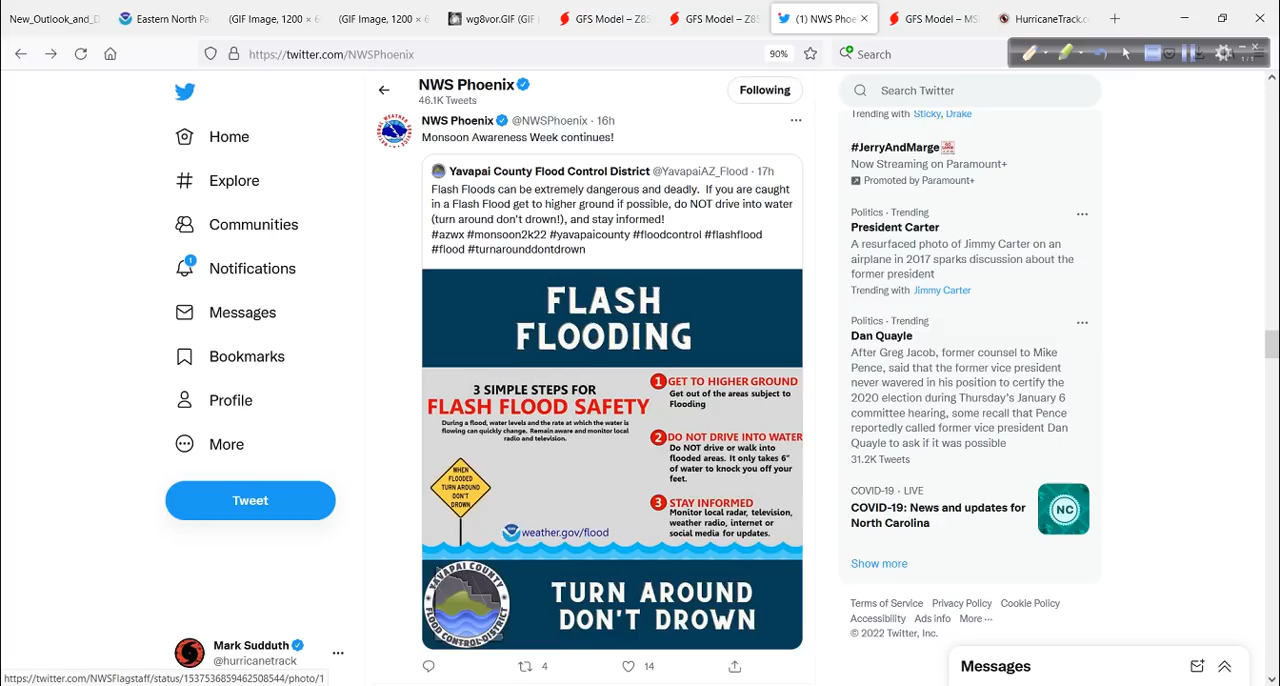 New_Outlook_and_D
Eastern North Pa
(GIF Image, 1200 × 6
(GIF Image, 1200 × 6
wg8vor.GIF (GIF
GFS Model – Z85
GFS Model – Z85
(1) NWS Phoe
GFS Model – MS
HurricaneTrack.c
https://twitter.com/NWSPhoenix
90%
Search
1/1
NWS Phoenix
46.1K Tweets
Following
Home
Explore
Communities
1
Notifications
Messages
Bookmarks
Profile
More
Tweet
Mark Sudduth
@hurricanetrack
NWS Phoenix @NWSPhoenix · 16h
Monsoon Awareness Week continues!
Yavapai County Flood Control District @YavapaiAZ_Flood · 17h
Flash Floods can be extremely dangerous and deadly. If you are caught
in a Flash Flood get to higher ground if possible, do NOT drive into water
(turn around don't drown!), and stay informed!
#azwx #monsoon2k22 #yavapaicounty #floodcontrol #flashflood
#flood #turnarounddontdrown
FLASH
FLOODING
3 SIMPLE STEPS FOR
FLASH FLOOD SAFETY
During a flood, water levels and the rate at which the water is
flowing can quickly change. Remain aware and monitor local
radio and television.
WHEN
FLOODED
TURN AROUND
DON'T
DROWN
weather.gov/flood
1 GET TO HIGHER GROUND
Get out of the areas subject to
Flooding
2 DO NOT DRIVE INTO WATER
Do NOT drive or walk into
flooded areas. It only takes 6"
of water to knock you off your
feet.
3 STAY INFORMED
Monitor local radar, television,
weather radio, internet or
social media for updates.
YAVAPAI COUNTY
FLOOD CONTROL DISTRICT
TURN AROUND
DON'T DROWN
4
14
Search Twitter
Trending with Sticky, Drake
#JerryAndMarge
Now Streaming on Paramount+
Promoted by Paramount+
Politics · Trending
President Carter
A resurfaced photo of Jimmy Carter on an
airplane in 2017 sparks discussion about the
former president
Trending with Jimmy Carter
Politics · Trending
Dan Quayle
After Greg Jacob, former counsel to Mike
Pence, said that the former vice president
never wavered in his position to certify the
2020 election during Thursday's January 6
committee hearing, some recall that Pence
reportedly called former vice president Dan
Quayle to ask if it was possible
31.2K Tweets
COVID-19 · LIVE
COVID-19: News and updates for
North Carolina
NC
Show more
Terms of Service Privacy Policy Cookie Policy
Accessibility Ads info More ···
© 2022 Twitter, Inc.
Messages
https://twitter.com/NWSFlagstaff/status/1537536859462508544/photo/1